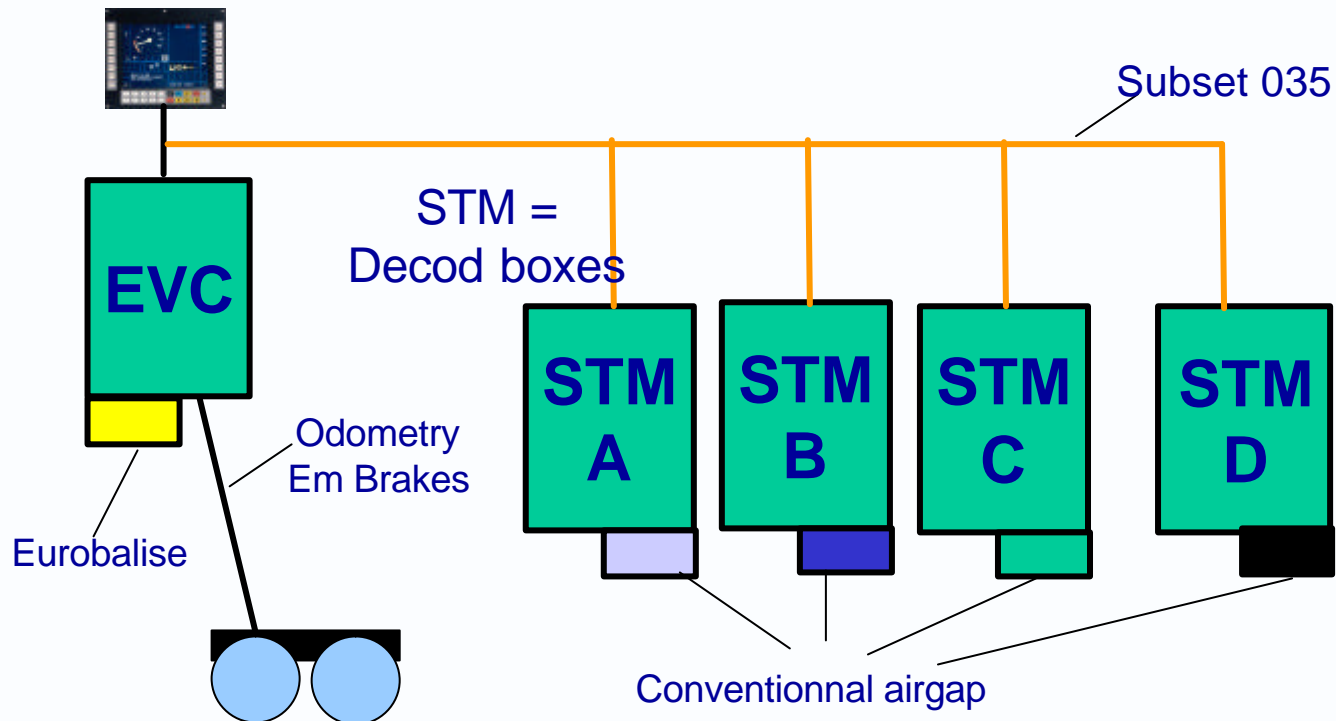 Subset 035
STM =
Decod boxes
EVC
STM
A
STM
B
STM
C
STM
D
Odometry
Em Brakes
Eurobalise
Conventionnal airgap